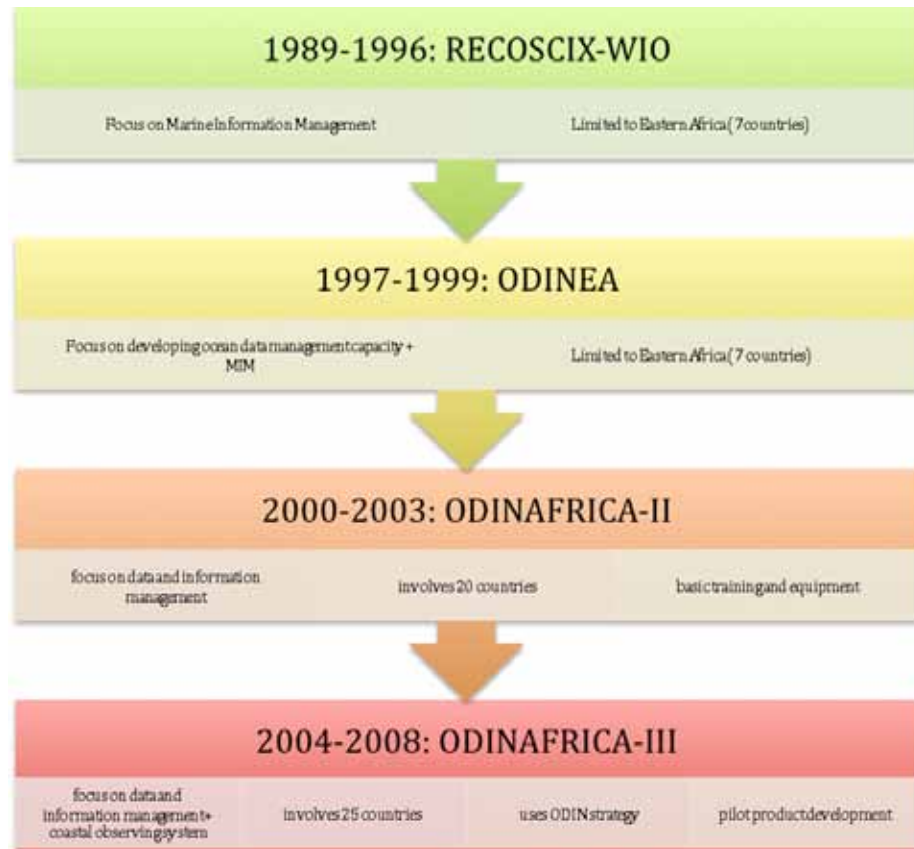 1989-1996: RECOSCIX-WIO
Focus on Marine Information Management
Limited to Eastern Africa ( 7 countries)
1997-1999: ODINEA
Focus on developing ocean data management capacity +
MIM
Limited to Eastern Africa ( 7 countries)
2000-2003: ODINAFRICA-II
focus on data and information
management
involves 20 countries
basic training and equipment
2004-2008: ODINAFRICA-III
focus on data and
information management+
coastal observing system
involves 25 countries
uses ODIN strategy
pilot product development